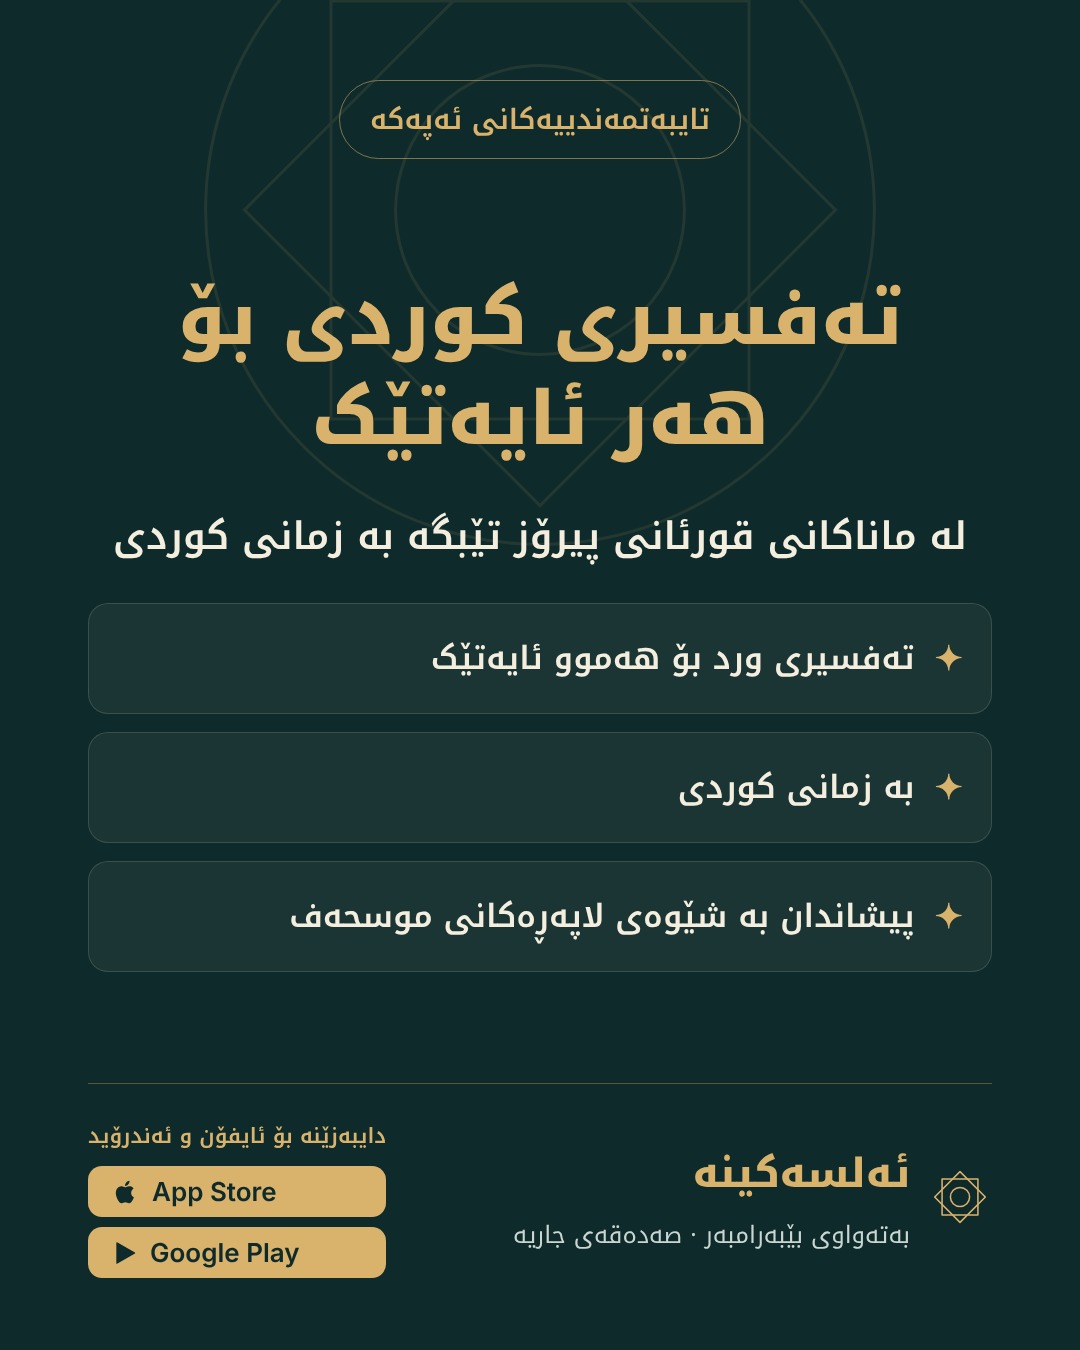 تایبەتمەندییەکانی ئەپەکە
تەفسیری کوردی بۆ
هەر ئایەتێک
لە ماناکانی قورئانی پیرۆز تێبگە بە زمانی کوردی
تەفسیری ورد بۆ هەموو ئایەتێک
بە زمانی کوردی
پیشاندان بە شێوەی لاپەڕەکانی موسحەف
ئەلسەکینە
بەتەواوی بێبەرامبەر · صەدەقەی جاریە
دایبەزێنە بۆ ئایفۆن و ئەندرۆید
App Store
Google Play